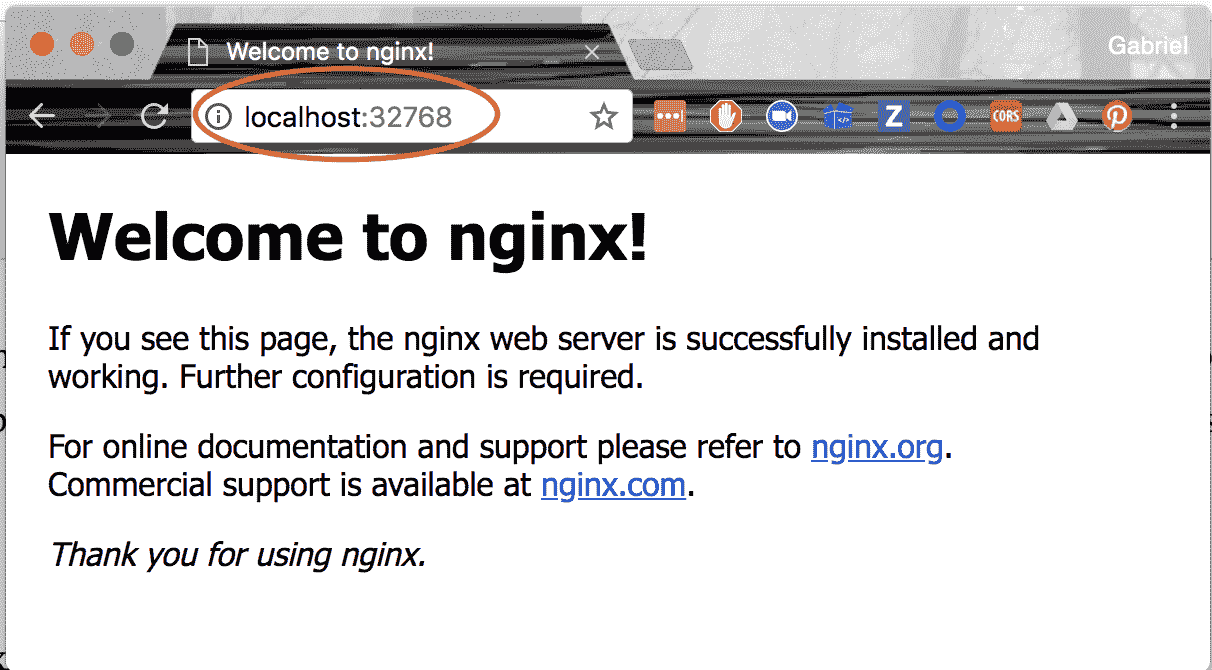 Welcome to nginx!
Gabriel
localhost:32768
Z
CORS
Welcome to nginx!
If you see this page, the nginx web server is successfully installed and
working. Further configuration is required.
For online documentation and support please refer to nginx.org.
Commercial support is available at nginx.com.
Thank you for using nginx.